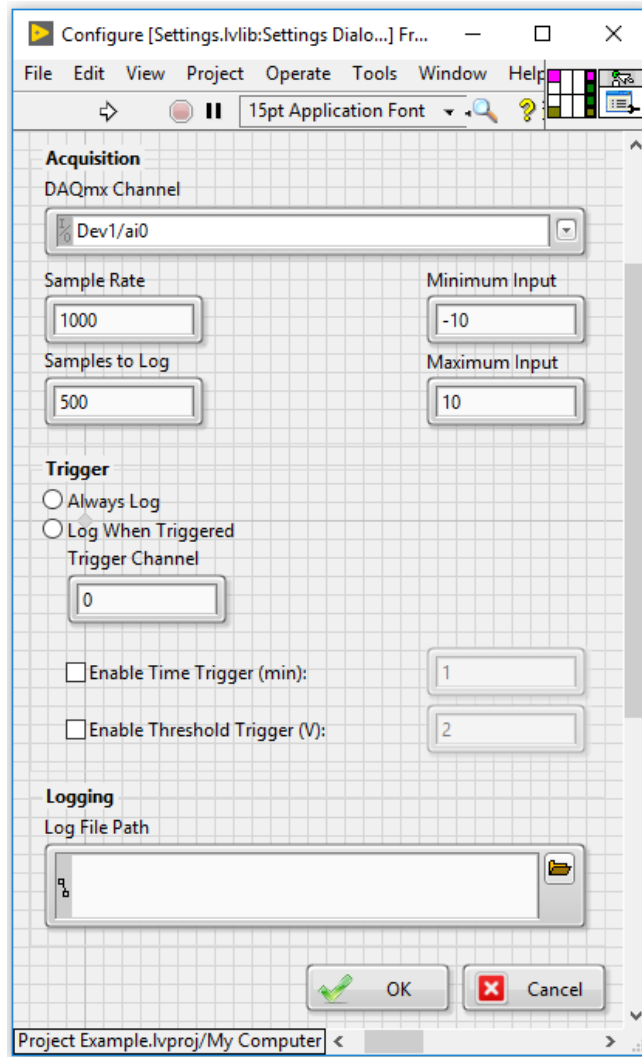 Configure [Settings.lvlib:Settings Dialo...] Fr...
File Edit View Project Operate Tools Window Help
15pt Application Font
Acquisition
DAQmx Channel
Dev1/ai0
Sample Rate Minimum Input
1000 -10
Samples to Log Maximum Input
500 10
Trigger
Always Log
Log When Triggered
Trigger Channel
0
Enable Time Trigger (min): 1
Enable Threshold Trigger (V): 2
Logging
Log File Path
OK Cancel
Project Example.lvproj/My Computer